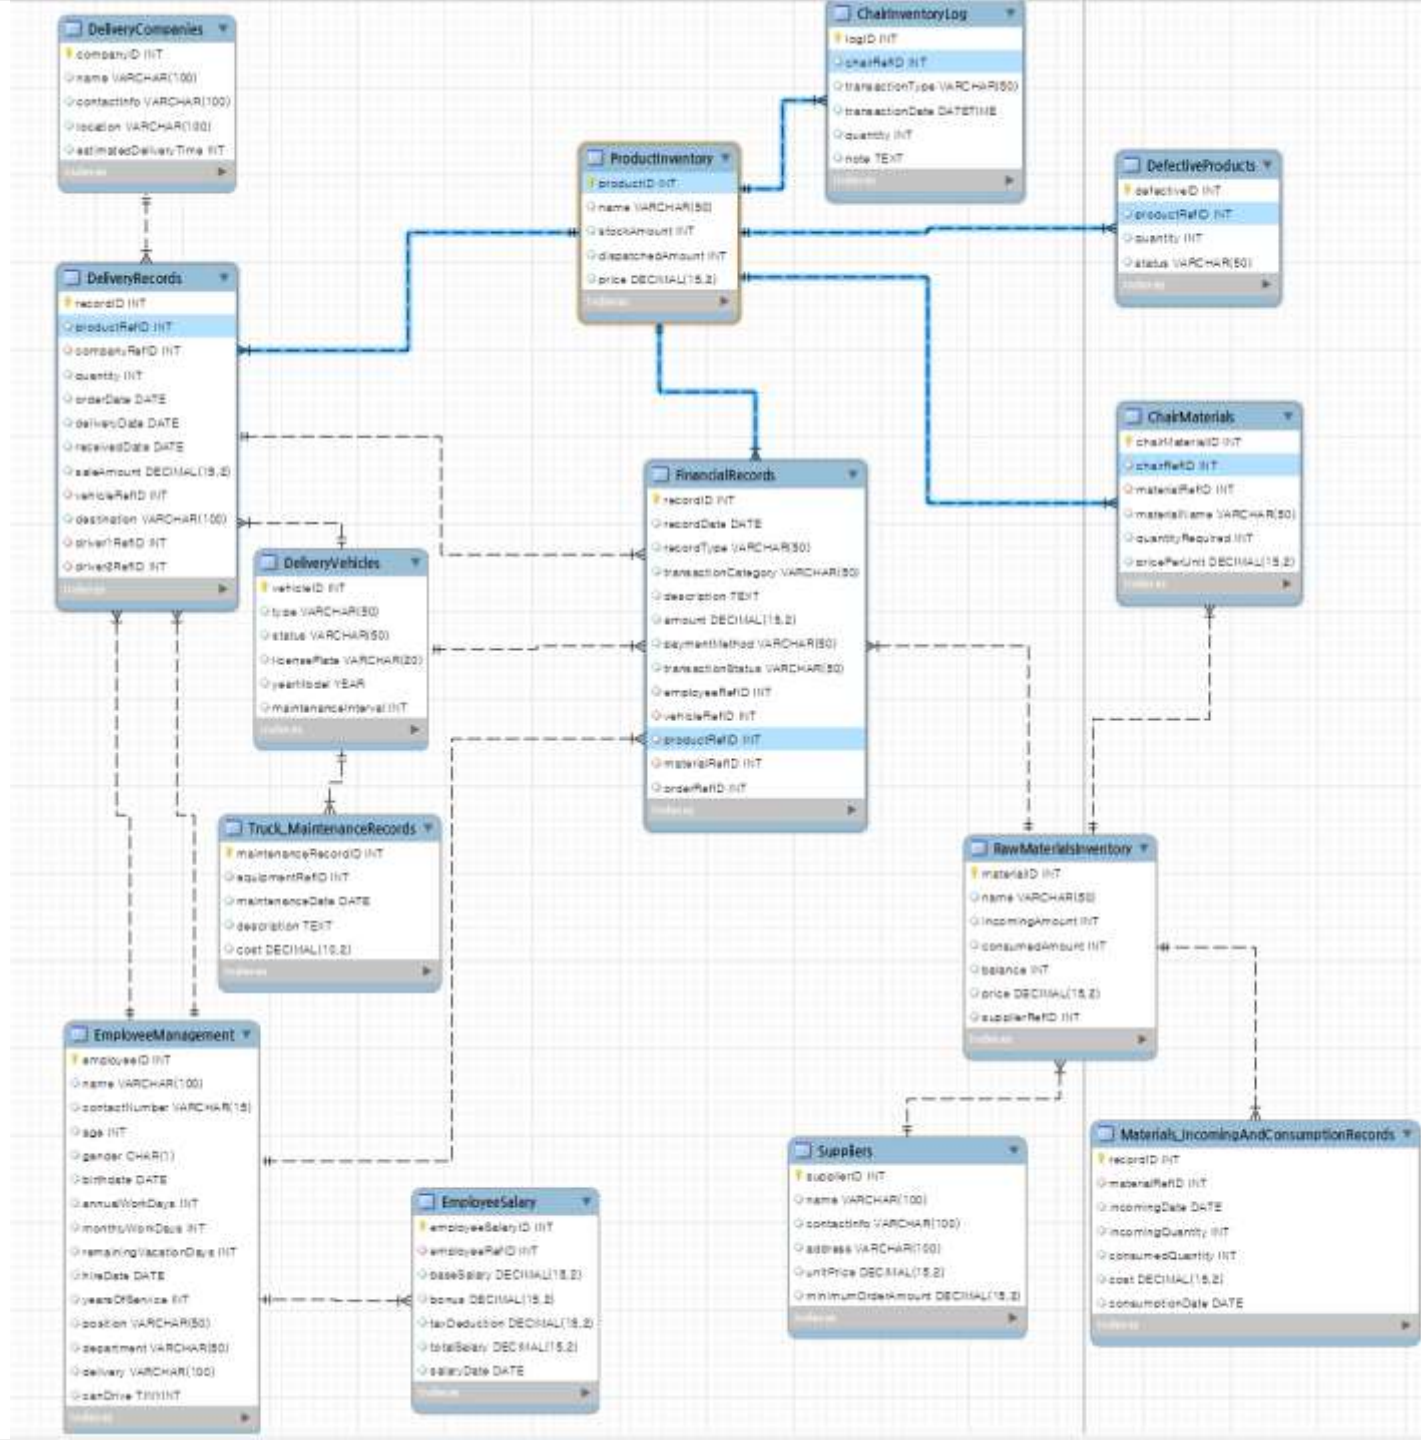 DeliveryCompanies
companyID INT
name VARCHAR(100)
contactInfo VARCHAR(100)
location VARCHAR(100)
estimatedDeliveryTime INT
Indexes
ChairInventoryLog
logID INT
chairRefID INT
transactionType VARCHAR(50)
transactionDate DATETIME
quantity INT
note TEXT
Indexes
ProductInventory
productID INT
name VARCHAR(50)
stockAmount INT
dispatchedAmount INT
price DECIMAL(15,2)
Indexes
DefectiveProducts
defectiveID INT
productRefID INT
quantity INT
status VARCHAR(50)
Indexes
DeliveryRecords
recordID INT
productRefID INT
companyRefID INT
quantity INT
orderDate DATE
deliveryDate DATE
receivedDate DATE
saleAmount DECIMAL(15,2)
vehicleRefID INT
destination VARCHAR(100)
driver1RefID INT
driver2RefID INT
Indexes
ChairMaterials
chairMaterialID INT
chairRefID INT
materialRefID INT
materialName VARCHAR(50)
quantityRequired INT
pricePerUnit DECIMAL(15,2)
Indexes
FinancialRecords
recordID INT
recordDate DATE
recordType VARCHAR(50)
transactionCategory VARCHAR(50)
description TEXT
amount DECIMAL(15,2)
paymentMethod VARCHAR(50)
transactionStatus VARCHAR(50)
employeeRefID INT
vehicleRefID INT
productRefID INT
materialRefID INT
orderRefID INT
Indexes
DeliveryVehicles
vehicleID INT
type VARCHAR(50)
status VARCHAR(50)
licensePlate VARCHAR(20)
yearModel YEAR
maintenanceInterval INT
Indexes
Truck_MaintenanceRecords
maintenanceRecordID INT
equipmentRefID INT
maintenanceDate DATE
description TEXT
cost DECIMAL(10,2)
Indexes
RawMaterialsInventory
materialID INT
name VARCHAR(50)
incomingAmount INT
consumedAmount INT
balance INT
price DECIMAL(15,2)
supplierRefID INT
Indexes
EmployeeManagement
employeeID INT
name VARCHAR(100)
contactNumber VARCHAR(15)
age INT
gender CHAR(1)
birthdate DATE
annualWorkDays INT
monthlyWorkDays INT
remainingVacationDays INT
hireDate DATE
yearsOfService INT
position VARCHAR(50)
department VARCHAR(50)
delivery VARCHAR(100)
canDrive TINYINT
Indexes
EmployeeSalary
employeeSalaryID INT
employeeRefID INT
baseSalary DECIMAL(15,2)
bonus DECIMAL(15,2)
taxDeduction DECIMAL(15,2)
totalSalary DECIMAL(15,2)
salaryDate DATE
Indexes
Suppliers
supplierID INT
name VARCHAR(100)
contactInfo VARCHAR(100)
address VARCHAR(100)
unitPrice DECIMAL(15,2)
minimumOrderAmount DECIMAL(15,2)
Indexes
Materials_IncomingAndConsumptionRecords
recordID INT
materialRefID INT
incomingDate DATE
incomingQuantity INT
consumedQuantity INT
cost DECIMAL(15,2)
consumptionDate DATE
Indexes